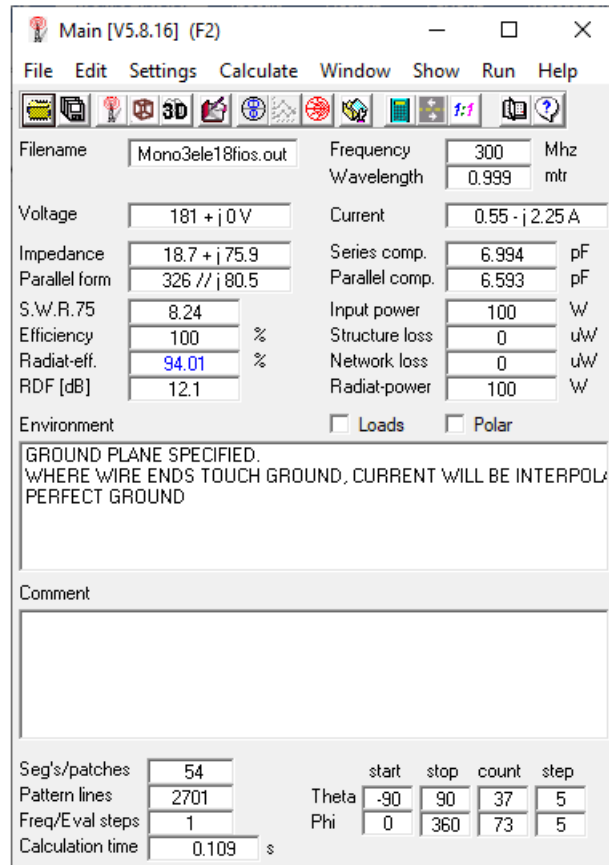 Main [V5.8.16] (F2)
File Edit Settings Calculate Window Show Run Help
3D 1:1
Filename Mono3ele18fios.out Frequency 300 Mhz
Wavelength 0.999 mtr
Voltage 181 + j 0 V Current 0.55 - j 2.25 A
Impedance 18.7 + j 75.9 Series comp. 6.994 pF
Parallel form 326 // j 80.5 Parallel comp. 6.593 pF
S.W.R.75 8.24 Input power 100 W
Efficiency 100 % Structure loss 0 uW
Radiat-eff. 94.01 % Network loss 0 uW
RDF [dB] 12.1 Radiat-power 100 W
Environment Loads Polar
GROUND PLANE SPECIFIED.
WHERE WIRE ENDS TOUCH GROUND, CURRENT WILL BE INTERPOLA
PERFECT GROUND
Comment
Seg's/patches 54 start stop count step
Pattern lines 2701 Theta -90 90 37 5
Freq/Eval steps 1 Phi 0 360 73 5
Calculation time 0.109 s